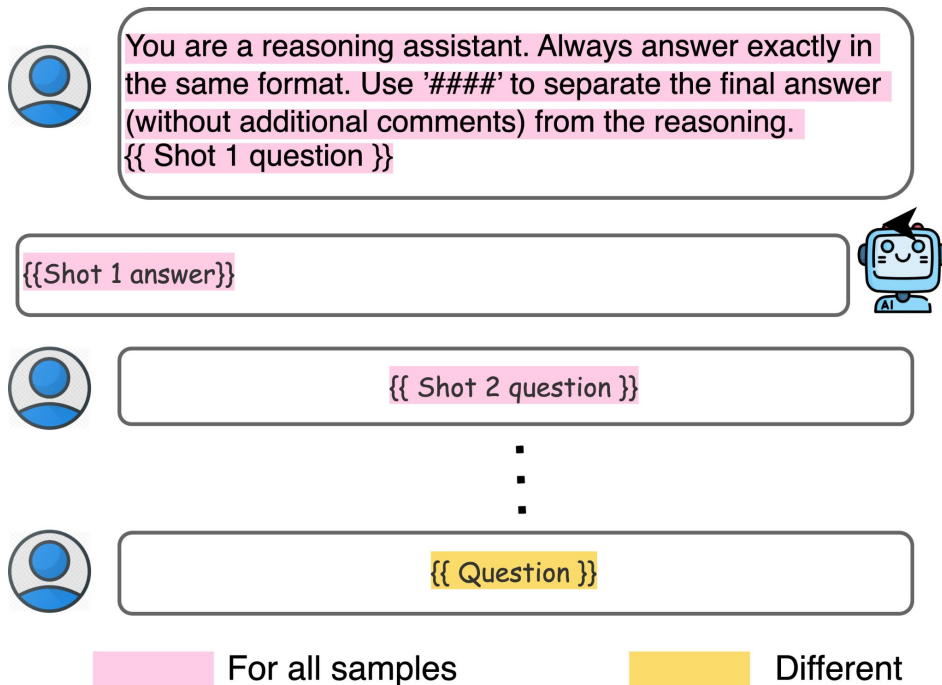 You are a reasoning assistant. Always answer exactly in
the same format. Use ’####’ to separate the final answer
(without additional comments) from the reasoning.
{{ Shot 1 question }}
{{Shot 1 answer}}
AI
{{ Shot 2 question }}
{{ Question }}
For all samples
Different